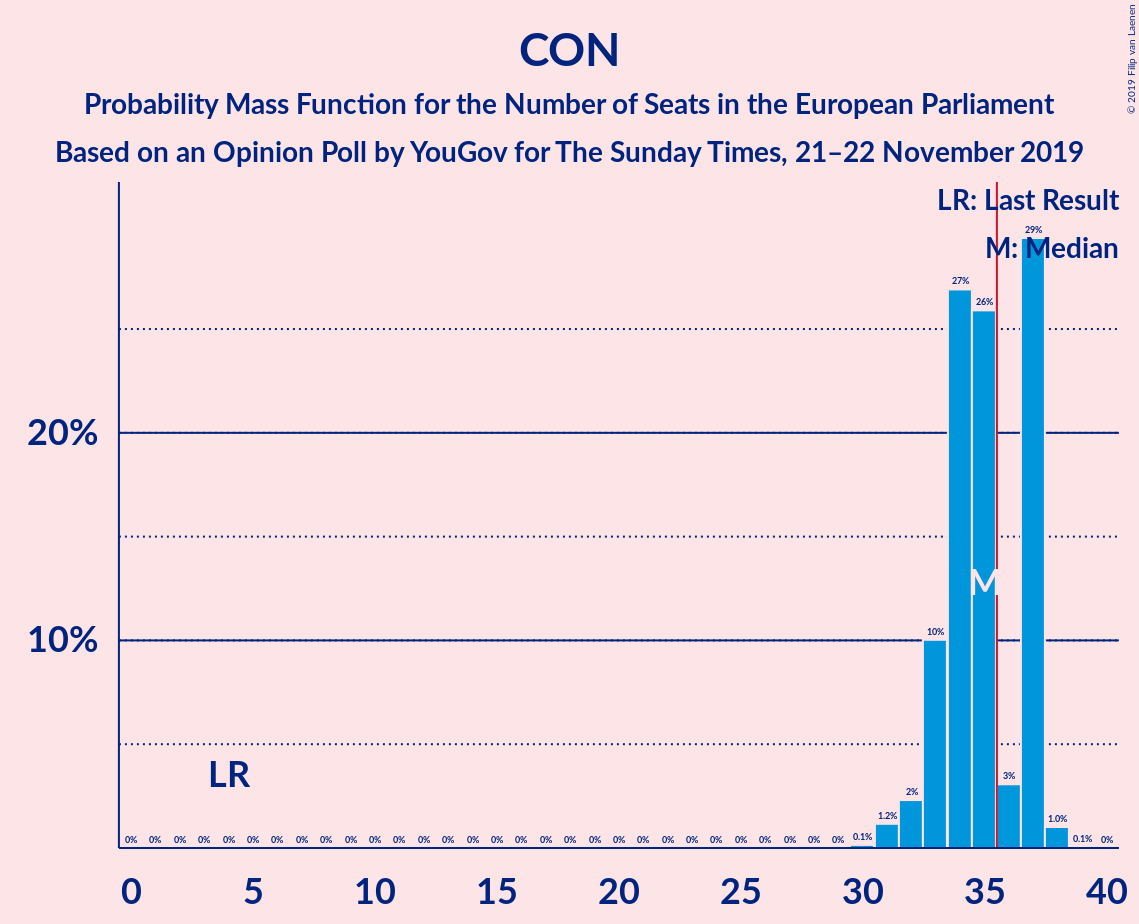 CON
Probability Mass Function for the Number of Seats in the European Parliament
Based on an Opinion Poll by YouGov for The Sunday Times, 21–22 November 2019
© 2019 Filip van Laenen
LR: Last Result
M: Median
20%
10%
LR
M
0% 0% 0% 0% 0% 0% 0% 0% 0% 0% 0% 0% 0% 0% 0% 0% 0% 0% 0% 0% 0% 0% 0% 0% 0% 0% 0% 0% 0% 0% 0.1% 1.2% 2% 10% 27% 26% 3% 29% 1.0% 0.1% 0%
0 5 10 15 20 25 30 35 40